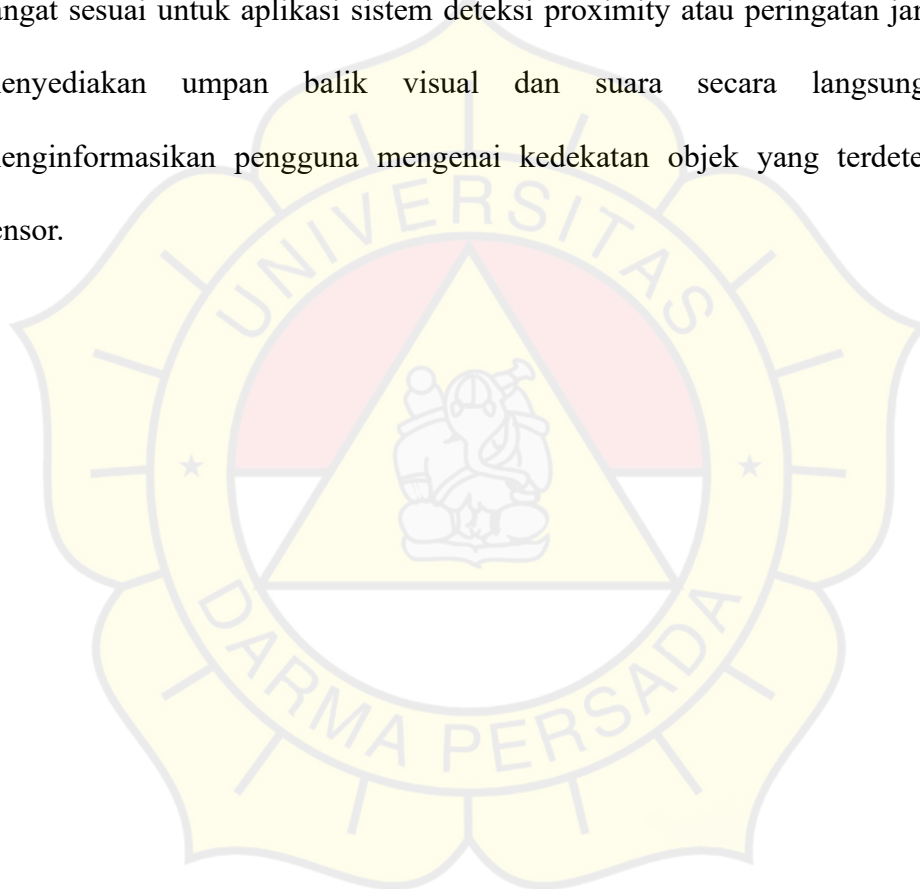 angat sesuai untuk aplikasi sistem deteksi proximity atau peringatan jar
enyediakan umpan balik visual dan suara secara langsung
enginformasikan pengguna mengenai kedekatan objek yang terdete
ensor.
UNIVERSITAS
DARMA PERSADA